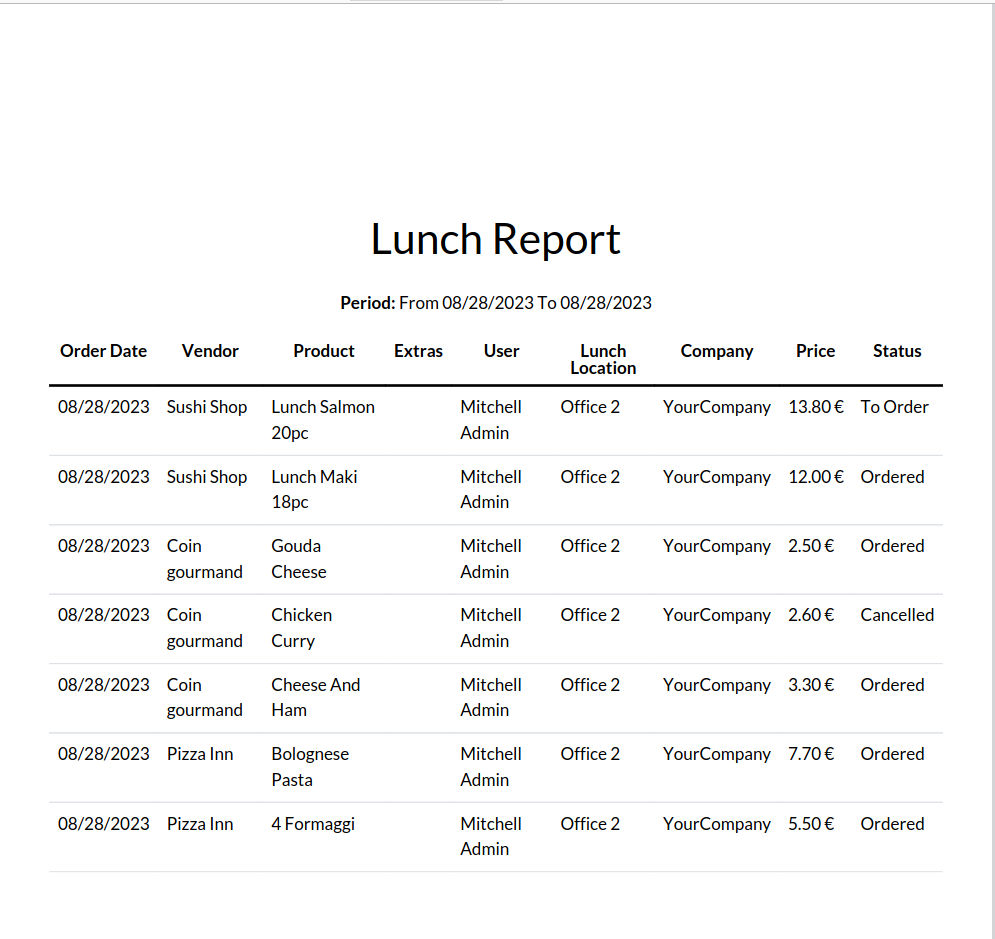 Lunch Report
Period: From 08/28/2023 To 08/28/2023
Order Date Vendor Product Extras User Lunch Location Company Price Status
08/28/2023 Sushi Shop Lunch Salmon 20pc Mitchell Admin Office 2 YourCompany 13.80 € To Order
08/28/2023 Sushi Shop Lunch Maki 18pc Mitchell Admin Office 2 YourCompany 12.00 € Ordered
08/28/2023 Coin gourmand Gouda Cheese Mitchell Admin Office 2 YourCompany 2.50 € Ordered
08/28/2023 Coin gourmand Chicken Curry Mitchell Admin Office 2 YourCompany 2.60 € Cancelled
08/28/2023 Coin gourmand Cheese And Ham Mitchell Admin Office 2 YourCompany 3.30 € Ordered
08/28/2023 Pizza Inn Bolognese Pasta Mitchell Admin Office 2 YourCompany 7.70 € Ordered
08/28/2023 Pizza Inn 4 Formaggi Mitchell Admin Office 2 YourCompany 5.50 € Ordered